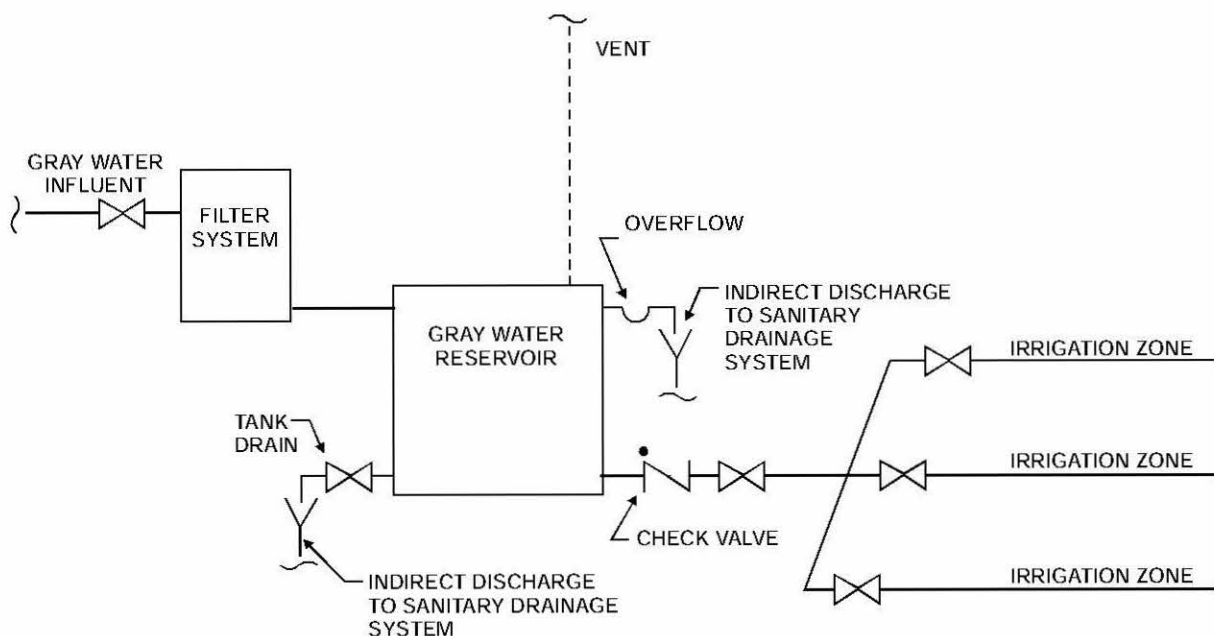 VENT
GRAY WATER
INFLUENT
FILTER
SYSTEM
OVERFLOW
INDIRECT DISCHARGE
TO SANITARY
DRAINAGE
SYSTEM
GRAY WATER
RESERVOIR
IRRIGATION ZONE
TANK
DRAIN
IRRIGATION ZONE
CHECK VALVE
INDIRECT DISCHARGE
TO SANITARY DRAINAGE
SYSTEM
IRRIGATION ZONE